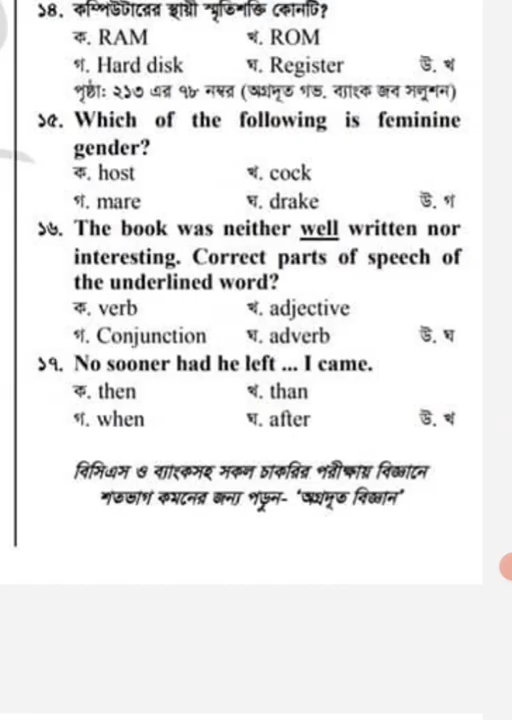 ১৪. কম্পিউটারের স্থায়ী স্মৃতিশক্তি কোনটি?
ক. RAM খ. ROM
গ. Hard disk ঘ. Register উ. খ
পৃষ্ঠা: ২১৩ এর ৭৮ নম্বর (অগ্রদূত গভ. ব্যাংক জব সলুশন)
১৫. Which of the following is feminine
gender?
ক. host খ. cock
গ. mare ঘ. drake উ. গ
১৬. The book was neither well written nor
interesting. Correct parts of speech of
the underlined word?
ক. verb খ. adjective
গ. Conjunction ঘ. adverb উ. ঘ
১৭. No sooner had he left ... I came.
ক. then খ. than
গ. when ঘ. after উ. খ
বিসিএস ও ব্যাংকসহ সকল চাকরির পরীক্ষায় বিজ্ঞানে
শতভাগ কমনের জন্য পড়ুন- ‘অগ্রদূত বিজ্ঞান’